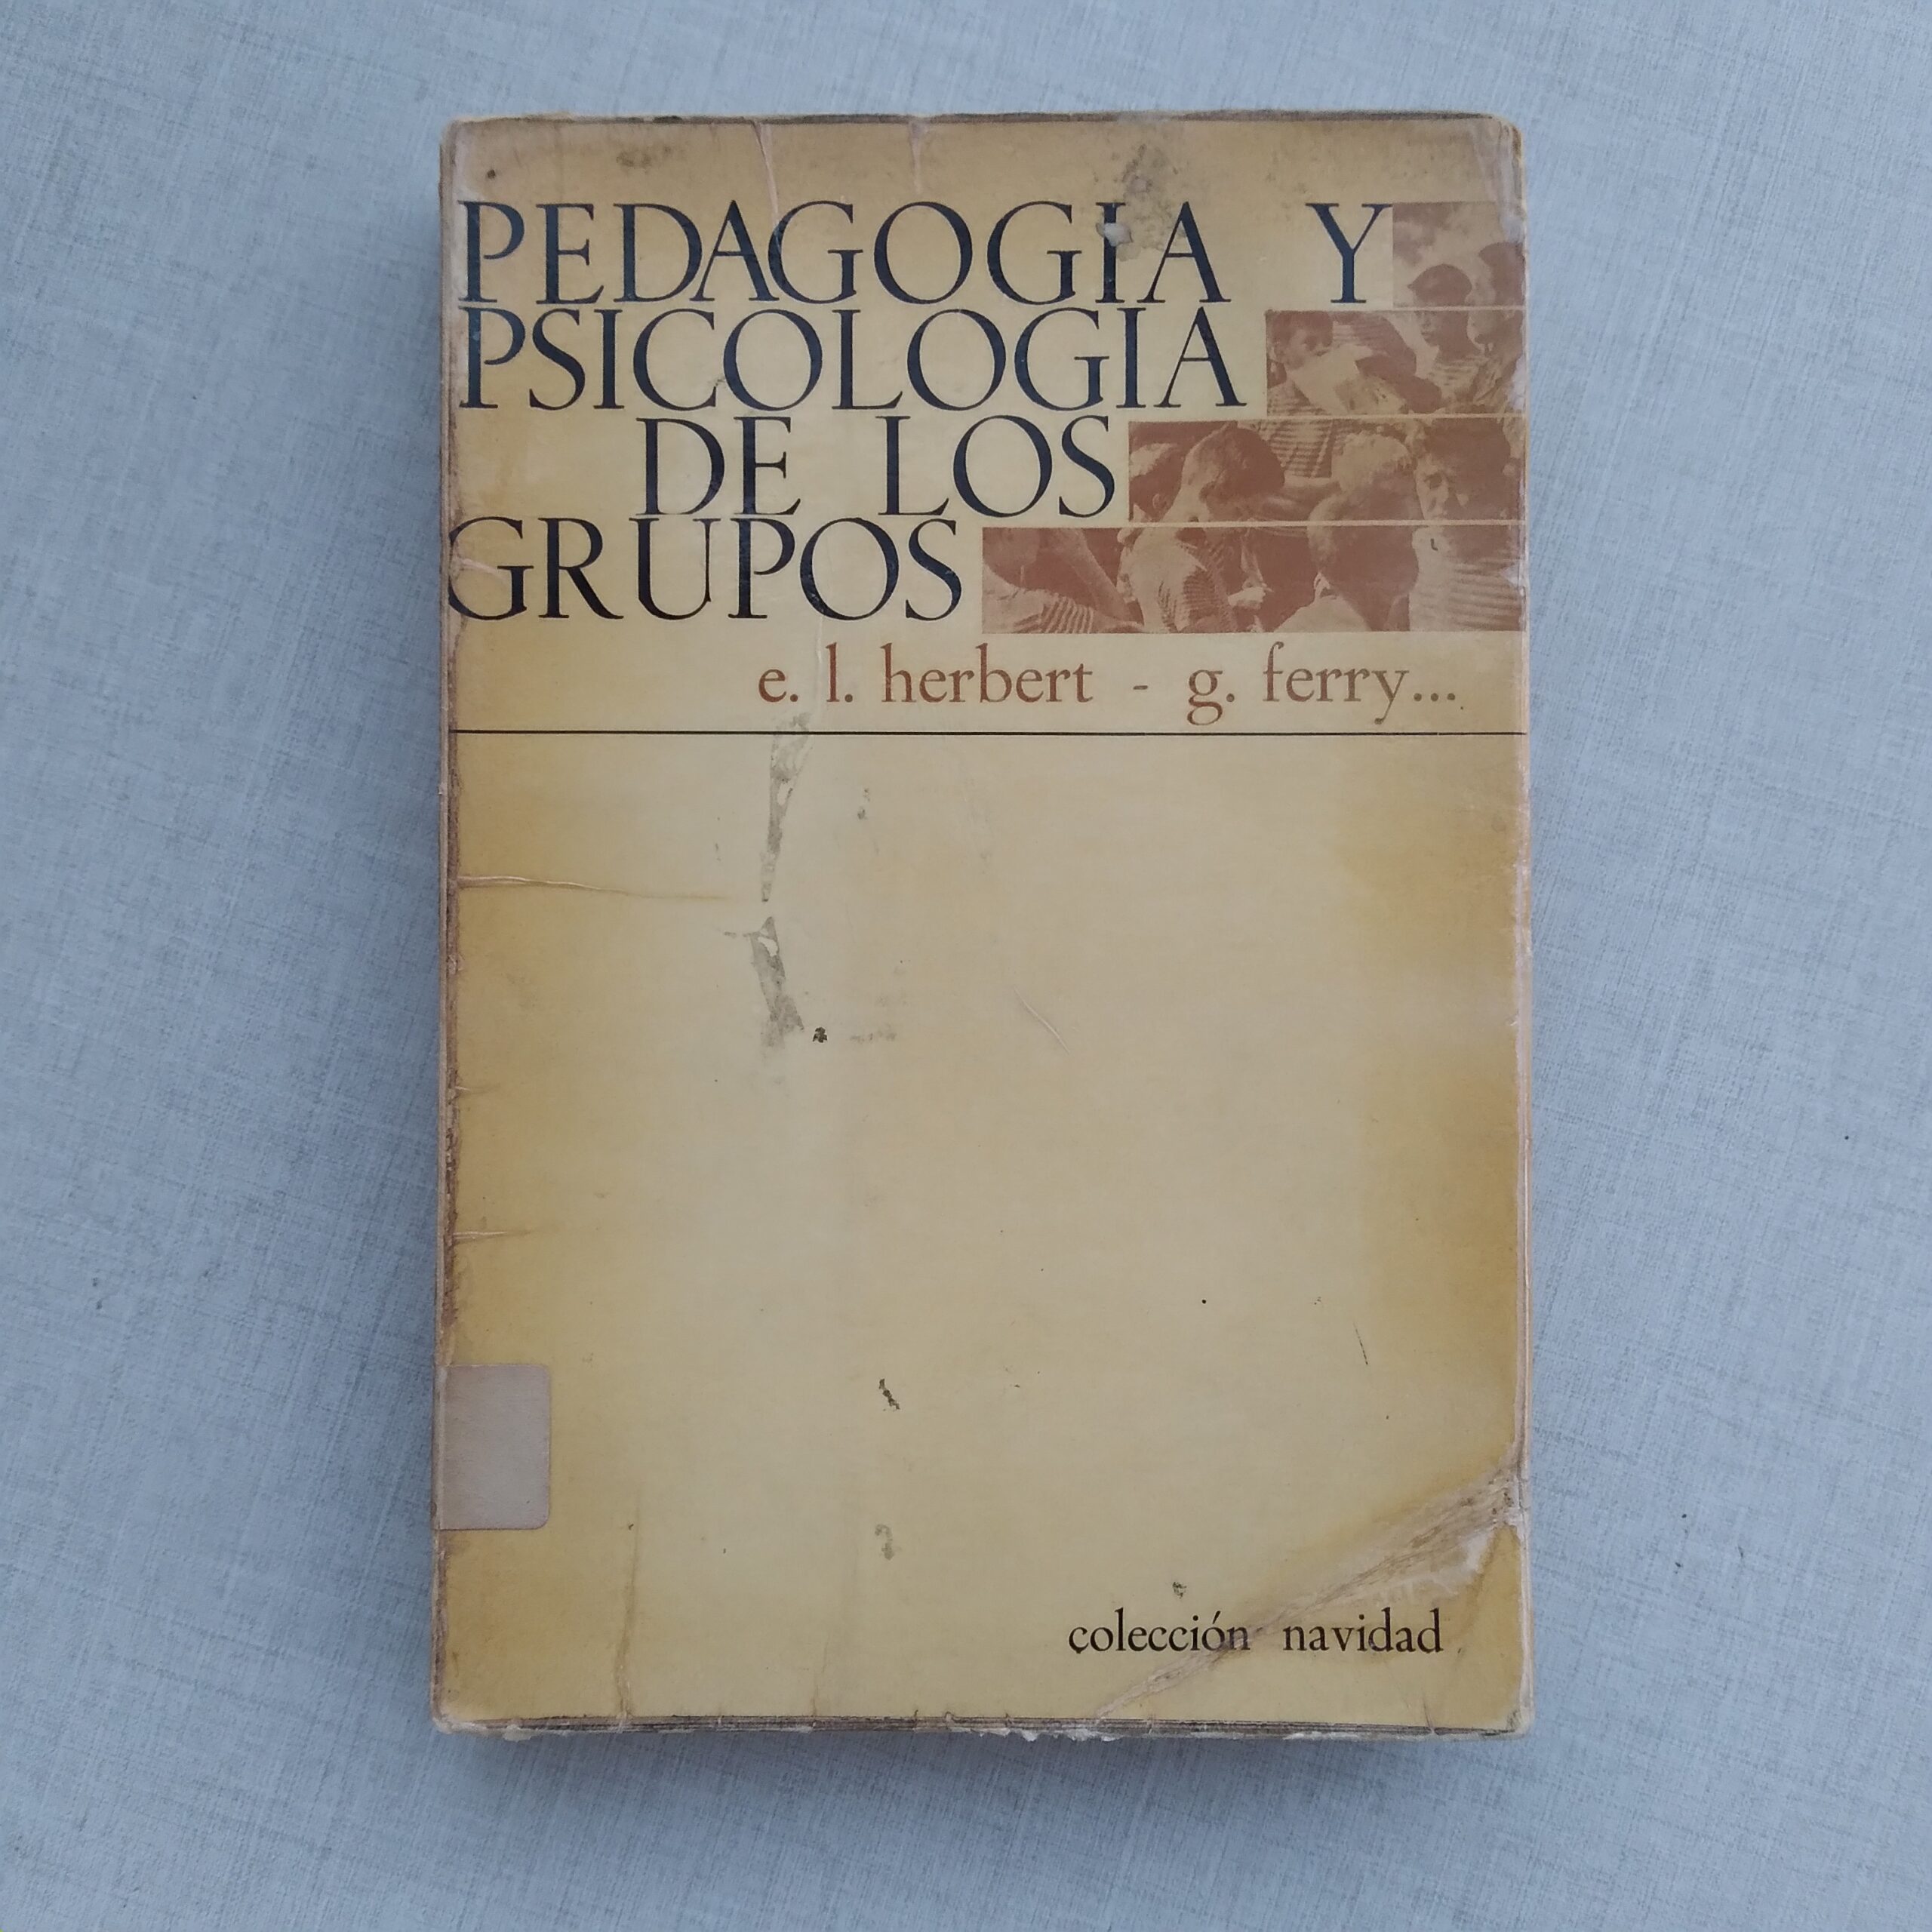 PEDAGOGIA Y
PSICOLOGIA
DE LOS
GRUPOS
e. l. herbert - g. ferry...
colección navidad